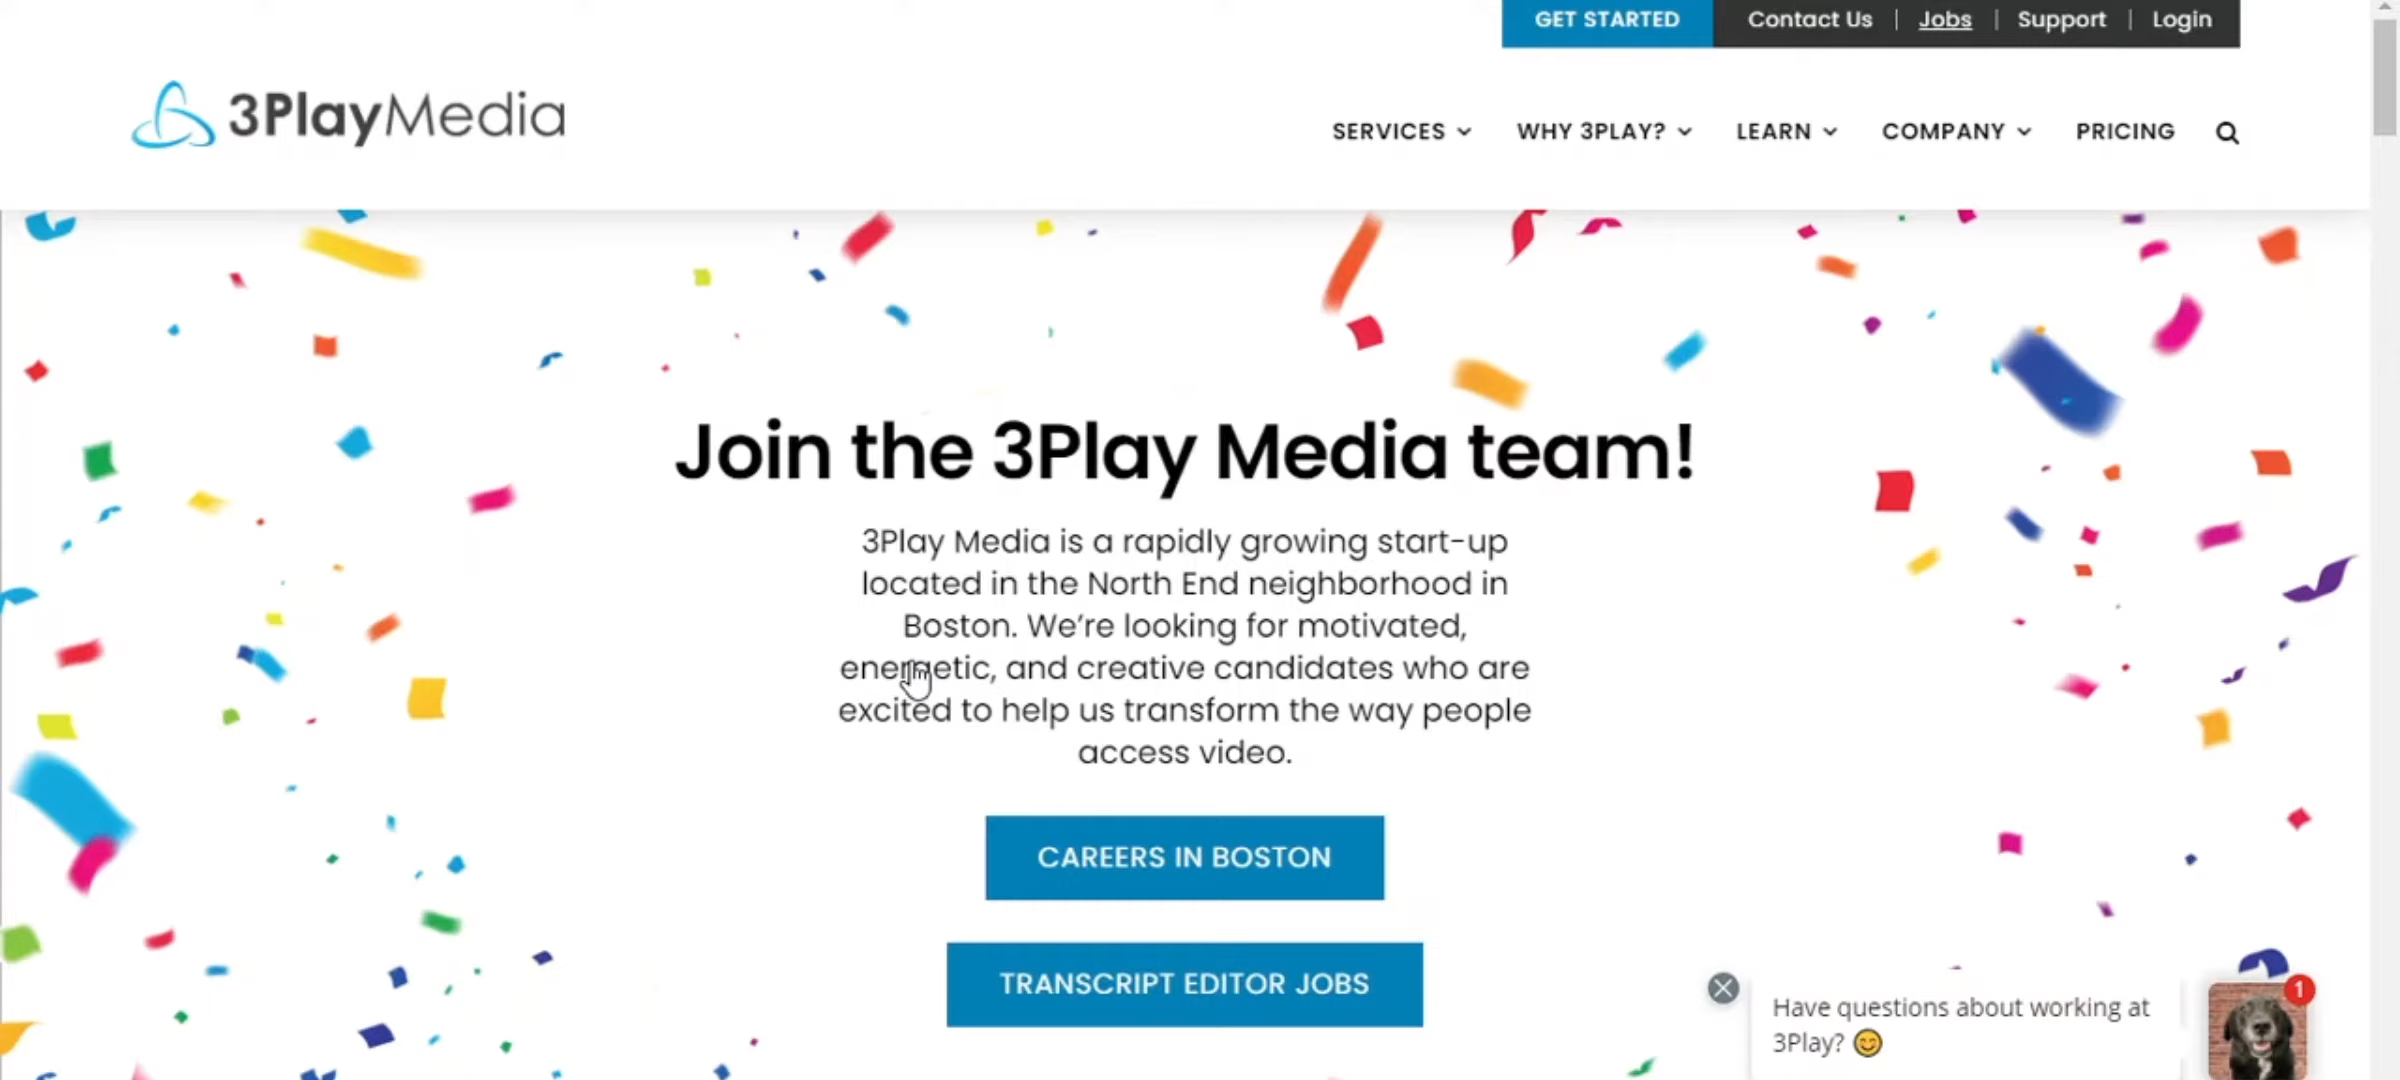 GET STARTED
Contact Us | Jobs | Support | Login
3PlayMedia
SERVICES WHY 3PLAY? LEARN COMPANY PRICING
Join the 3Play Media team!
3Play Media is a rapidly growing start-up
located in the North End neighborhood in
Boston. We're looking for motivated,
energetic, and creative candidates who are
excited to help us transform the way people
access video.
CAREERS IN BOSTON
TRANSCRIPT EDITOR JOBS
Have questions about working at
3Play? 😊
1